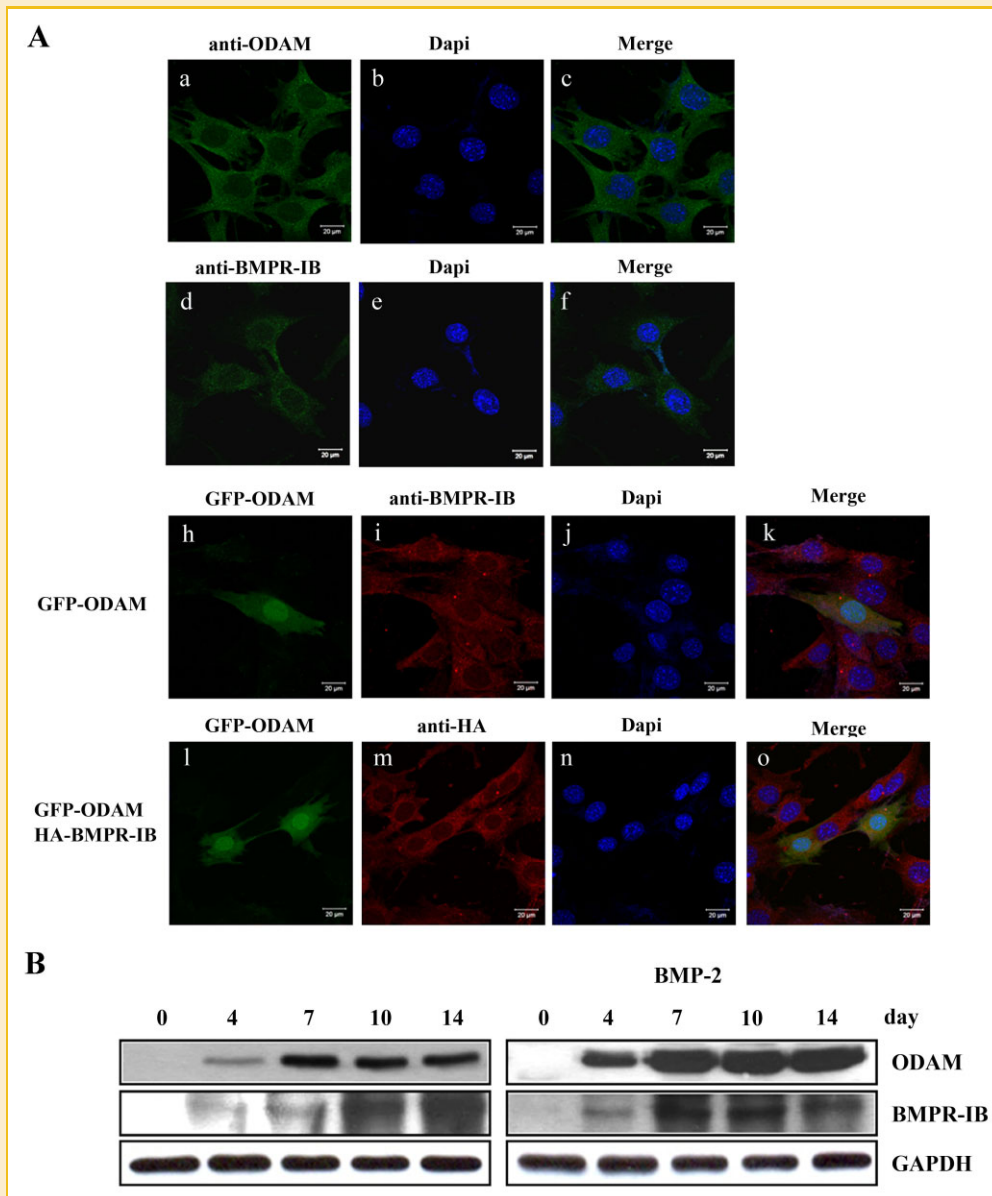 A
anti-ODAM Dapi Merge
a b c
20 µm 20 µm 20 µm
anti-BMPR-IB Dapi Merge
d e f
20 µm 20 µm 20 µm
GFP-ODAM anti-BMPR-IB Dapi Merge
h i j k
GFP-ODAM
20 µm 20 µm 20 µm 20 µm
GFP-ODAM anti-HA Dapi Merge
l m n o
GFP-ODAM
HA-BMPR-IB
20 µm 20 µm 20 µm 20 µm
B
BMP-2
0 4 7 10 14 0 4 7 10 14 day
ODAM
BMPR-IB
GAPDH